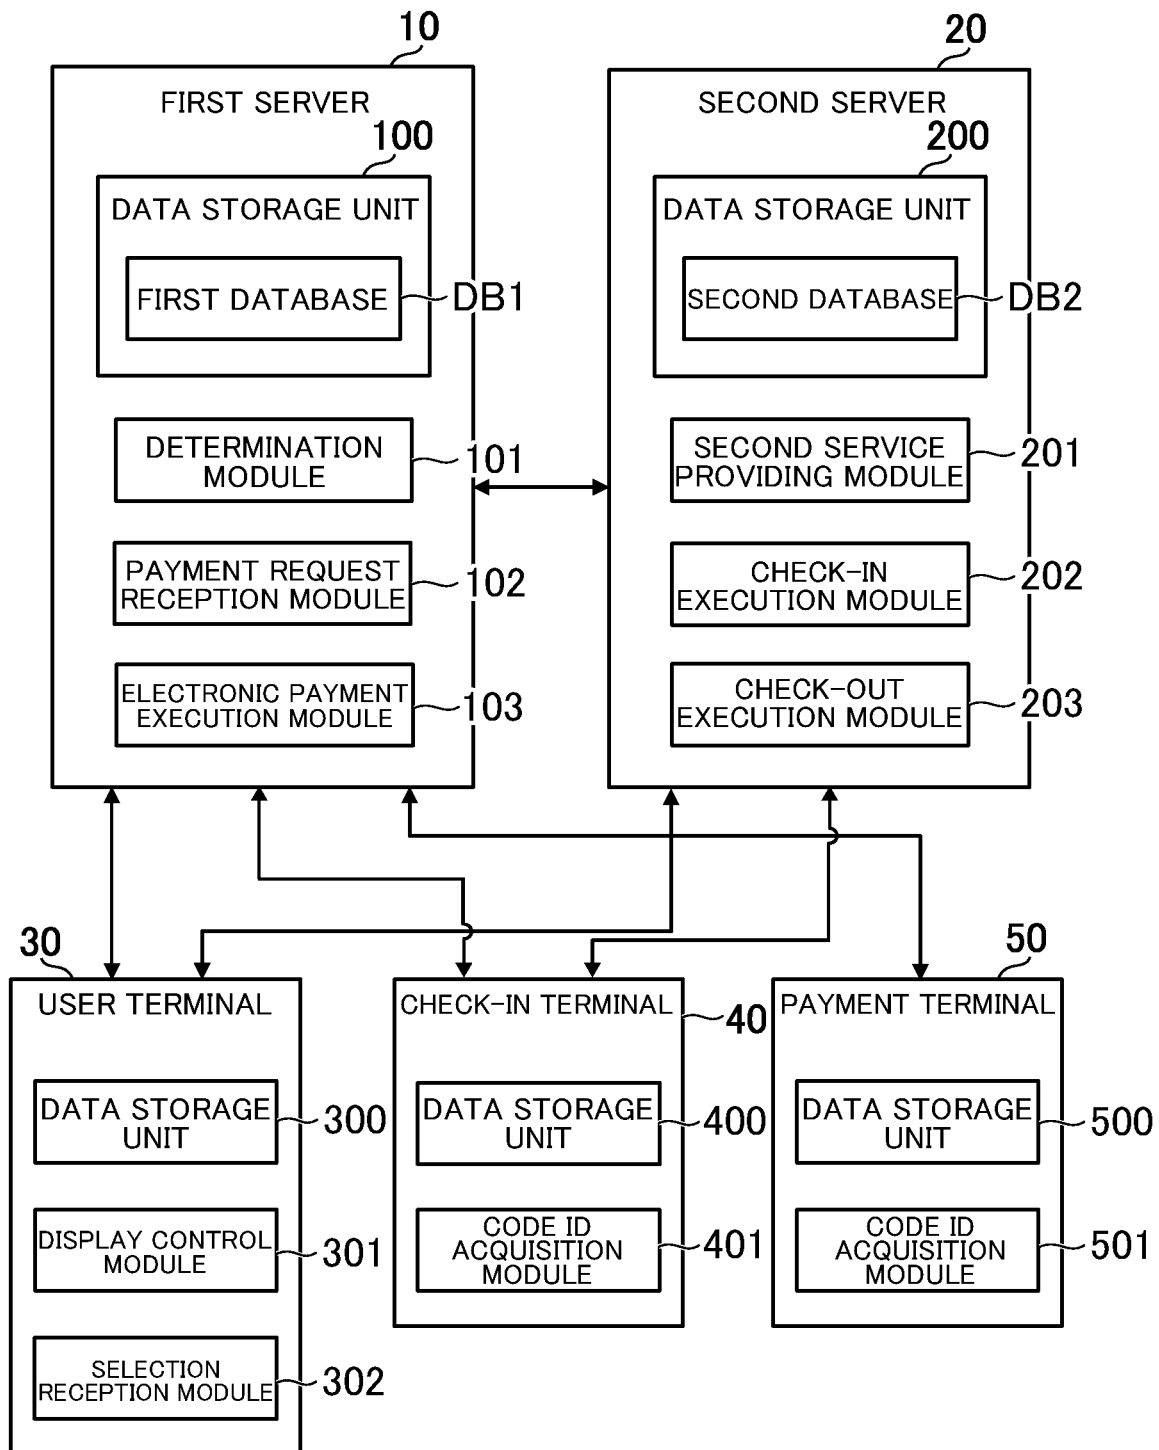 10
FIRST SERVER
100
DATA STORAGE UNIT
FIRST DATABASE
DB1
DETERMINATION
MODULE
101
PAYMENT REQUEST
RECEPTION MODULE
102
ELECTRONIC PAYMENT
EXECUTION MODULE
103
20
SECOND SERVER
200
DATA STORAGE UNIT
SECOND DATABASE
DB2
SECOND SERVICE
PROVIDING MODULE
201
CHECK-IN
EXECUTION MODULE
202
CHECK-OUT
EXECUTION MODULE
203
30
USER TERMINAL
DATA STORAGE
UNIT
300
DISPLAY CONTROL
MODULE
301
SELECTION
RECEPTION MODULE
302
CHECK-IN TERMINAL
40
DATA STORAGE
UNIT
400
CODE ID
ACQUISITION
MODULE
401
50
PAYMENT TERMINAL
DATA STORAGE
UNIT
500
CODE ID
ACQUISITION
MODULE
501